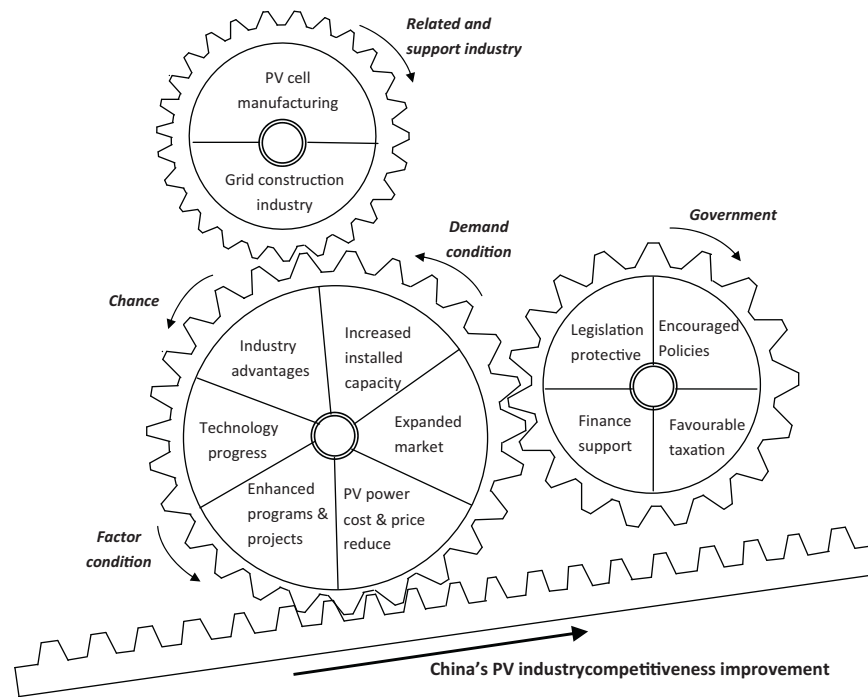 Related and
support industry
PV cell
manufacturing
Grid construction
industry
Demand
condition
Government
Chance
Legislation
protective
Encouraged
Policies
Finance
support
Favourable
taxation
Industry
advantages
Increased
installed
capacity
Technology
progress
Expanded
market
Enhanced
programs &
projects
PV power
cost & price
reduce
Factor
condition
China's PV industrycompetitiveness improvement